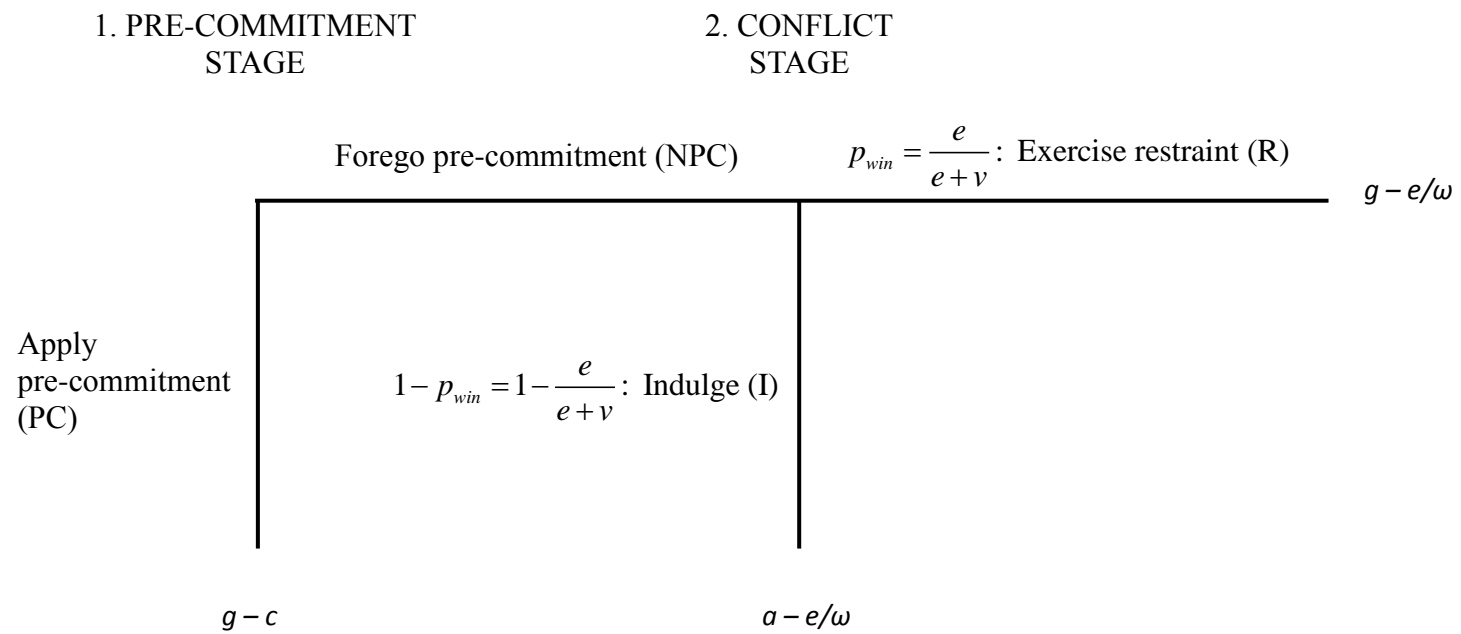 1. PRE-COMMITMENT
STAGE
2. CONFLICT
STAGE
Forego pre-commitment (NPC)
p_win = e/(e + v) : Exercise restraint (R)
g – e/ω
Apply
pre-commitment
(PC)
1 − p_win = 1 − e/(e + v) : Indulge (I)
g – c
a – e/ω